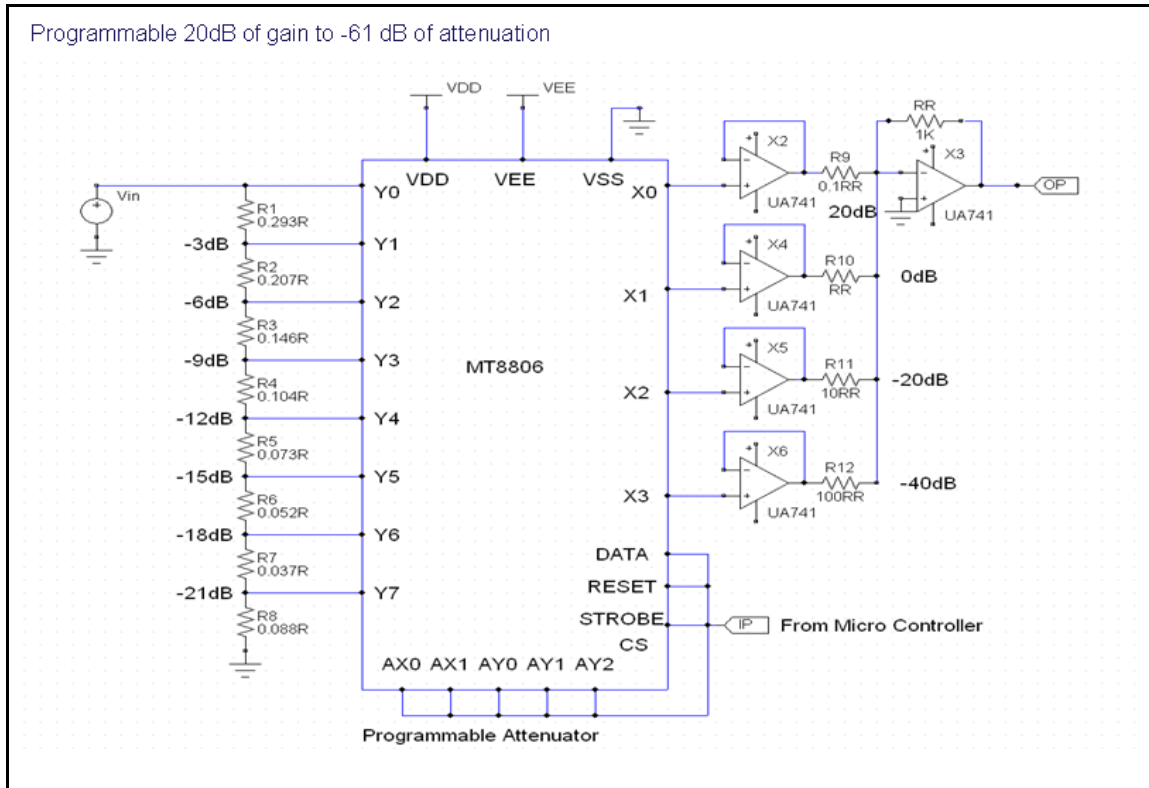 Programmable 20dB of gain to -61 dB of attenuation
VDD
VEE
VDD
VEE
VSS
Vin
Y0
R1
0.293R
-3dB
Y1
R2
0.207R
-6dB
Y2
R3
0.146R
-9dB
Y3
R4
0.104R
-12dB
Y4
R5
0.073R
-15dB
Y5
R6
0.052R
-18dB
Y6
R7
0.037R
-21dB
Y7
R8
0.088R
MT8806
X0
X1
X2
X3
DATA
RESET
STROBE
CS
AX0 AX1 AY0 AY1 AY2
Programmable Attenuator
X2
UA741
R9
0.1RR
20dB
RR
1K
X3
UA741
OP
X4
UA741
R10
RR
0dB
X5
UA741
R11
10RR
-20dB
X6
UA741
R12
100RR
-40dB
IP
From Micro Controller